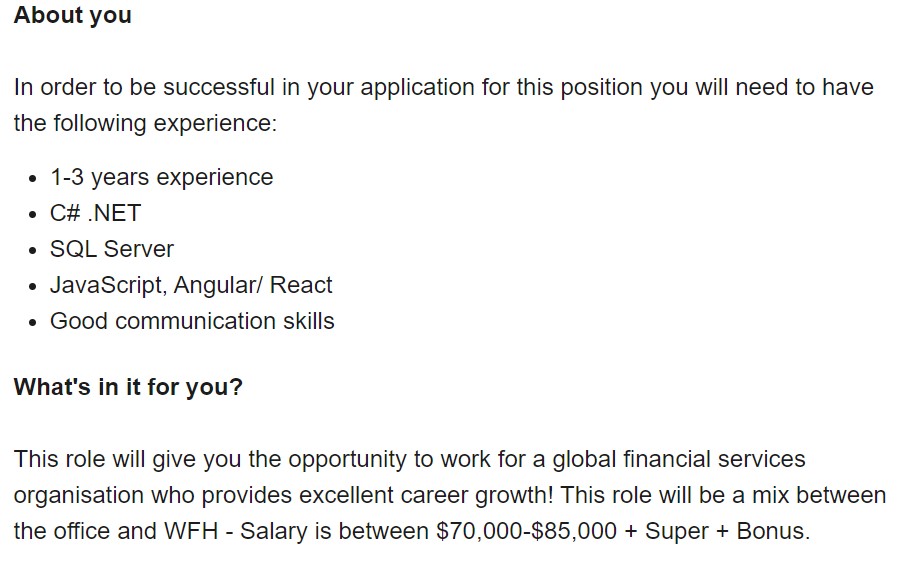 About you
In order to be successful in your application for this position you will need to have
the following experience:
• 1-3 years experience
• C# .NET
• SQL Server
• JavaScript, Angular/ React
• Good communication skills
What's in it for you?
This role will give you the opportunity to work for a global financial services
organisation who provides excellent career growth! This role will be a mix between
the office and WFH - Salary is between $70,000-$85,000 + Super + Bonus.